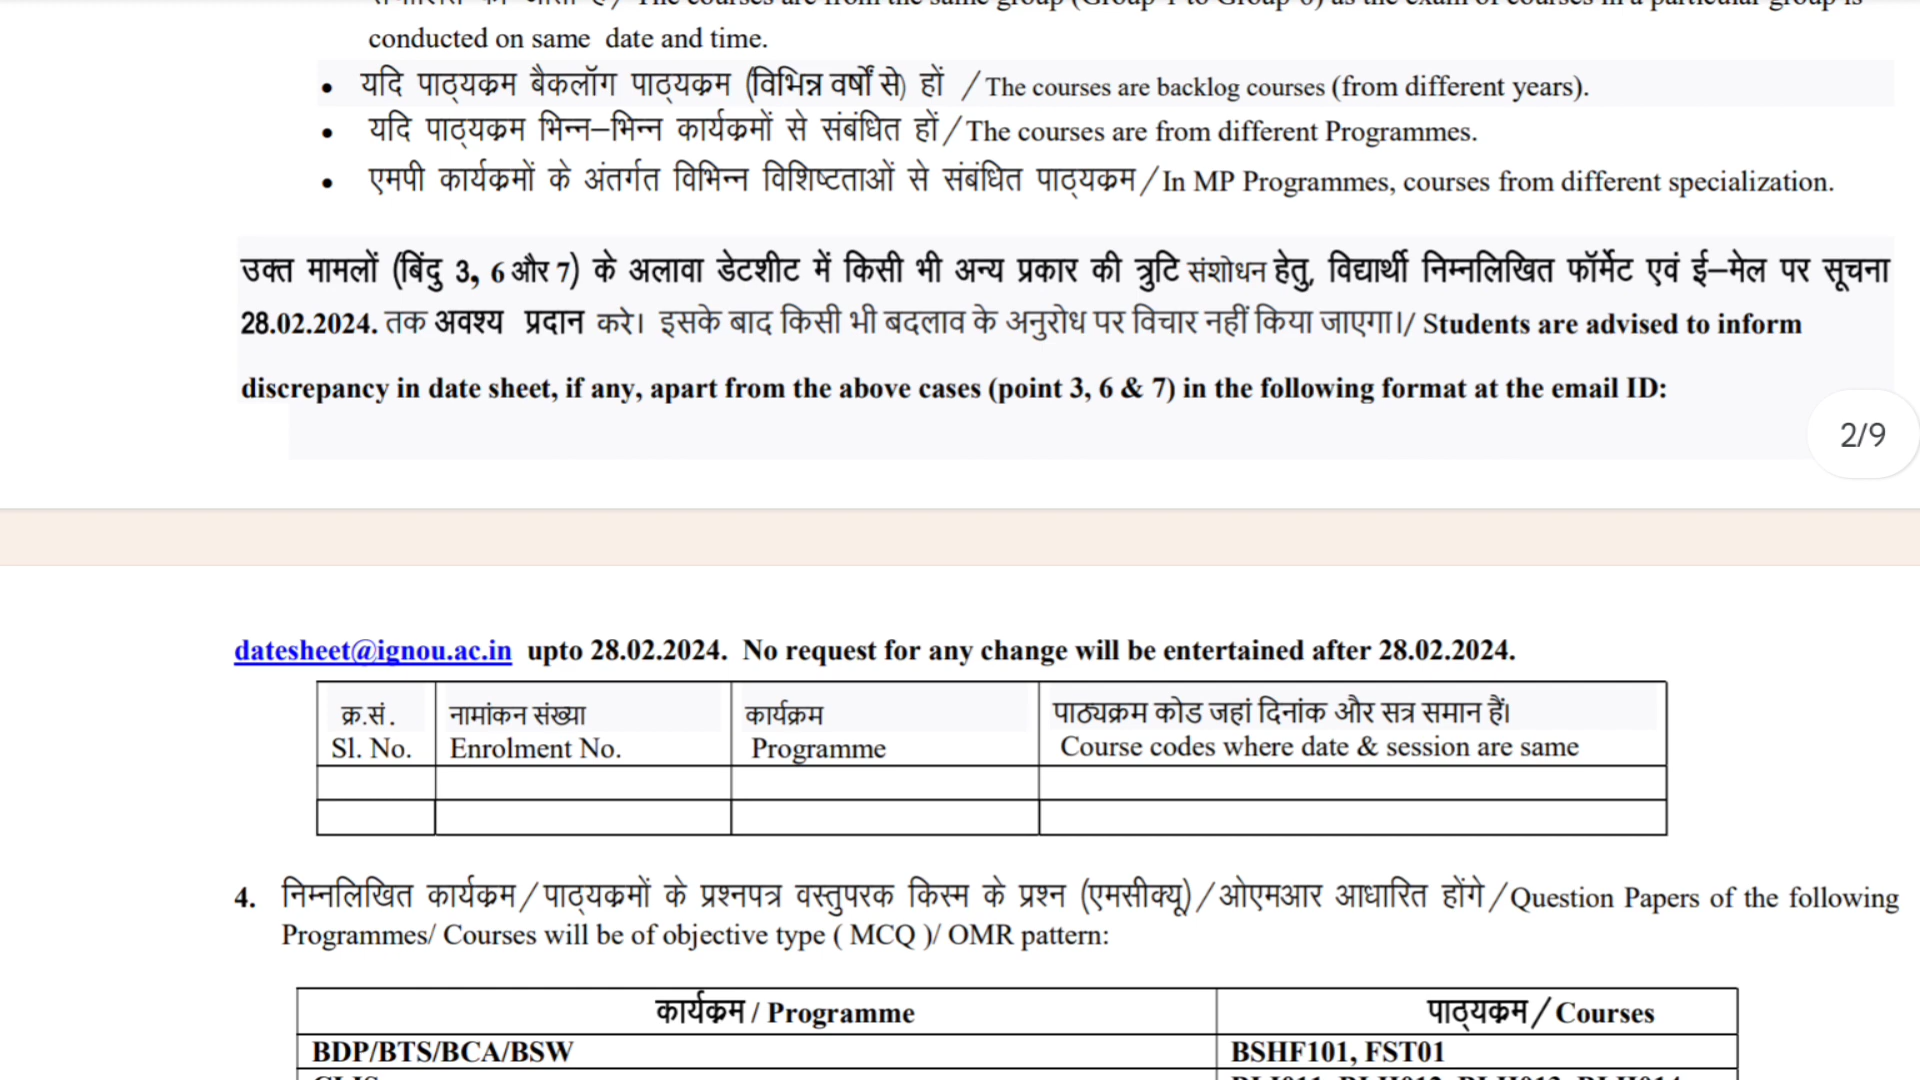 conducted on same date and time.
• यदि पाठ्यक्रम बैकलॉग पाठ्यक्रम (विभिन्न वर्षों से) हों / The courses are backlog courses (from different years).
• यदि पाठ्यक्रम भिन्न–भिन्न कार्यक्रमों से संबंधित हों / The courses are from different Programmes.
• एमपी कार्यक्रमों के अंतर्गत विभिन्न विशिष्टताओं से संबंधित पाठ्यक्रम / In MP Programmes, courses from different specialization.
उक्त मामलों (बिंदु 3, 6 और 7) के अलावा डेटशीट में किसी भी अन्य प्रकार की त्रुटि संशोधन हेतु, विद्यार्थी निम्नलिखित फॉर्मेट एवं ई–मेल पर सूचना
28.02.2024. तक अवश्य प्रदान करे। इसके बाद किसी भी बदलाव के अनुरोध पर विचार नहीं किया जाएगा।/ Students are advised to inform
discrepancy in date sheet, if any, apart from the above cases (point 3, 6 & 7) in the following format at the email ID:
2/9
datesheet@ignou.ac.in upto 28.02.2024. No request for any change will be entertained after 28.02.2024.
क्र.सं. नामांकन संख्या कार्यक्रम पाठ्यक्रम कोड जहां दिनांक और सत्र समान हैं।
Sl. No. Enrolment No. Programme Course codes where date & session are same
4. निम्नलिखित कार्यक्रम / पाठ्यक्रमों के प्रश्नपत्र वस्तुपरक किस्म के प्रश्न (एमसीक्यू) / ओएमआर आधारित होंगे / Question Papers of the following
Programmes/ Courses will be of objective type ( MCQ )/ OMR pattern:
कार्यक्रम / Programme पाठ्यक्रम / Courses
BDP/BTS/BCA/BSW BSHF101, FST01